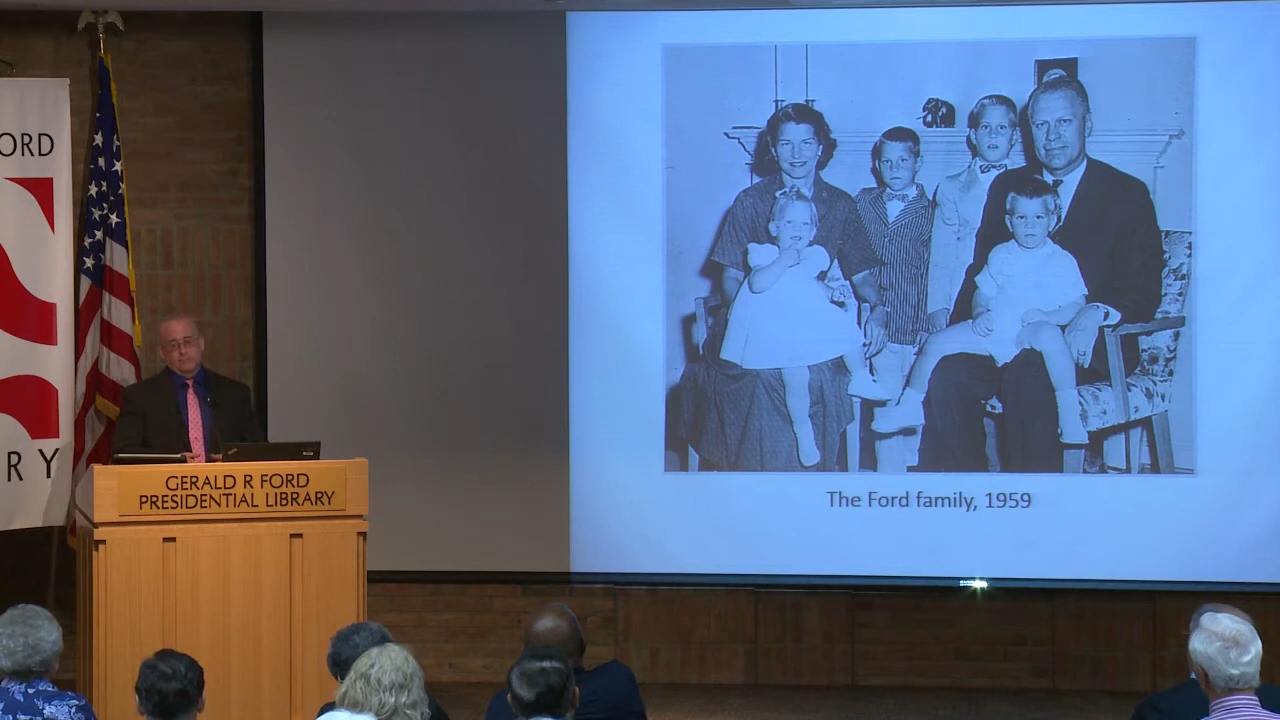 ORD
RY
GERALD R FORD
PRESIDENTIAL LIBRARY
The Ford family, 1959